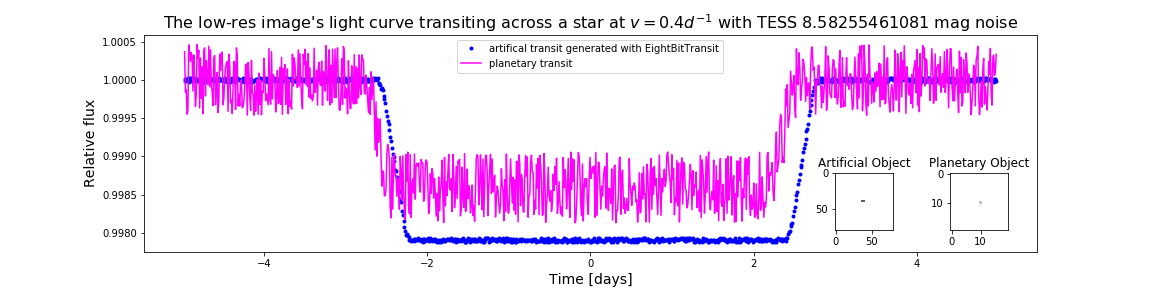 The low-res image's light curve transiting across a star at v = 0.4d⁻¹ with TESS 8.58255461081 mag noise
artifical transit generated with EightBitTransit
planetary transit
Relative flux
1.0005
1.0000
0.9995
0.9990
0.9985
0.9980
Artificial Object
0
50
0 50
Planetary Object
0
10
0 10
−4 −2 0 2 4
Time [days]